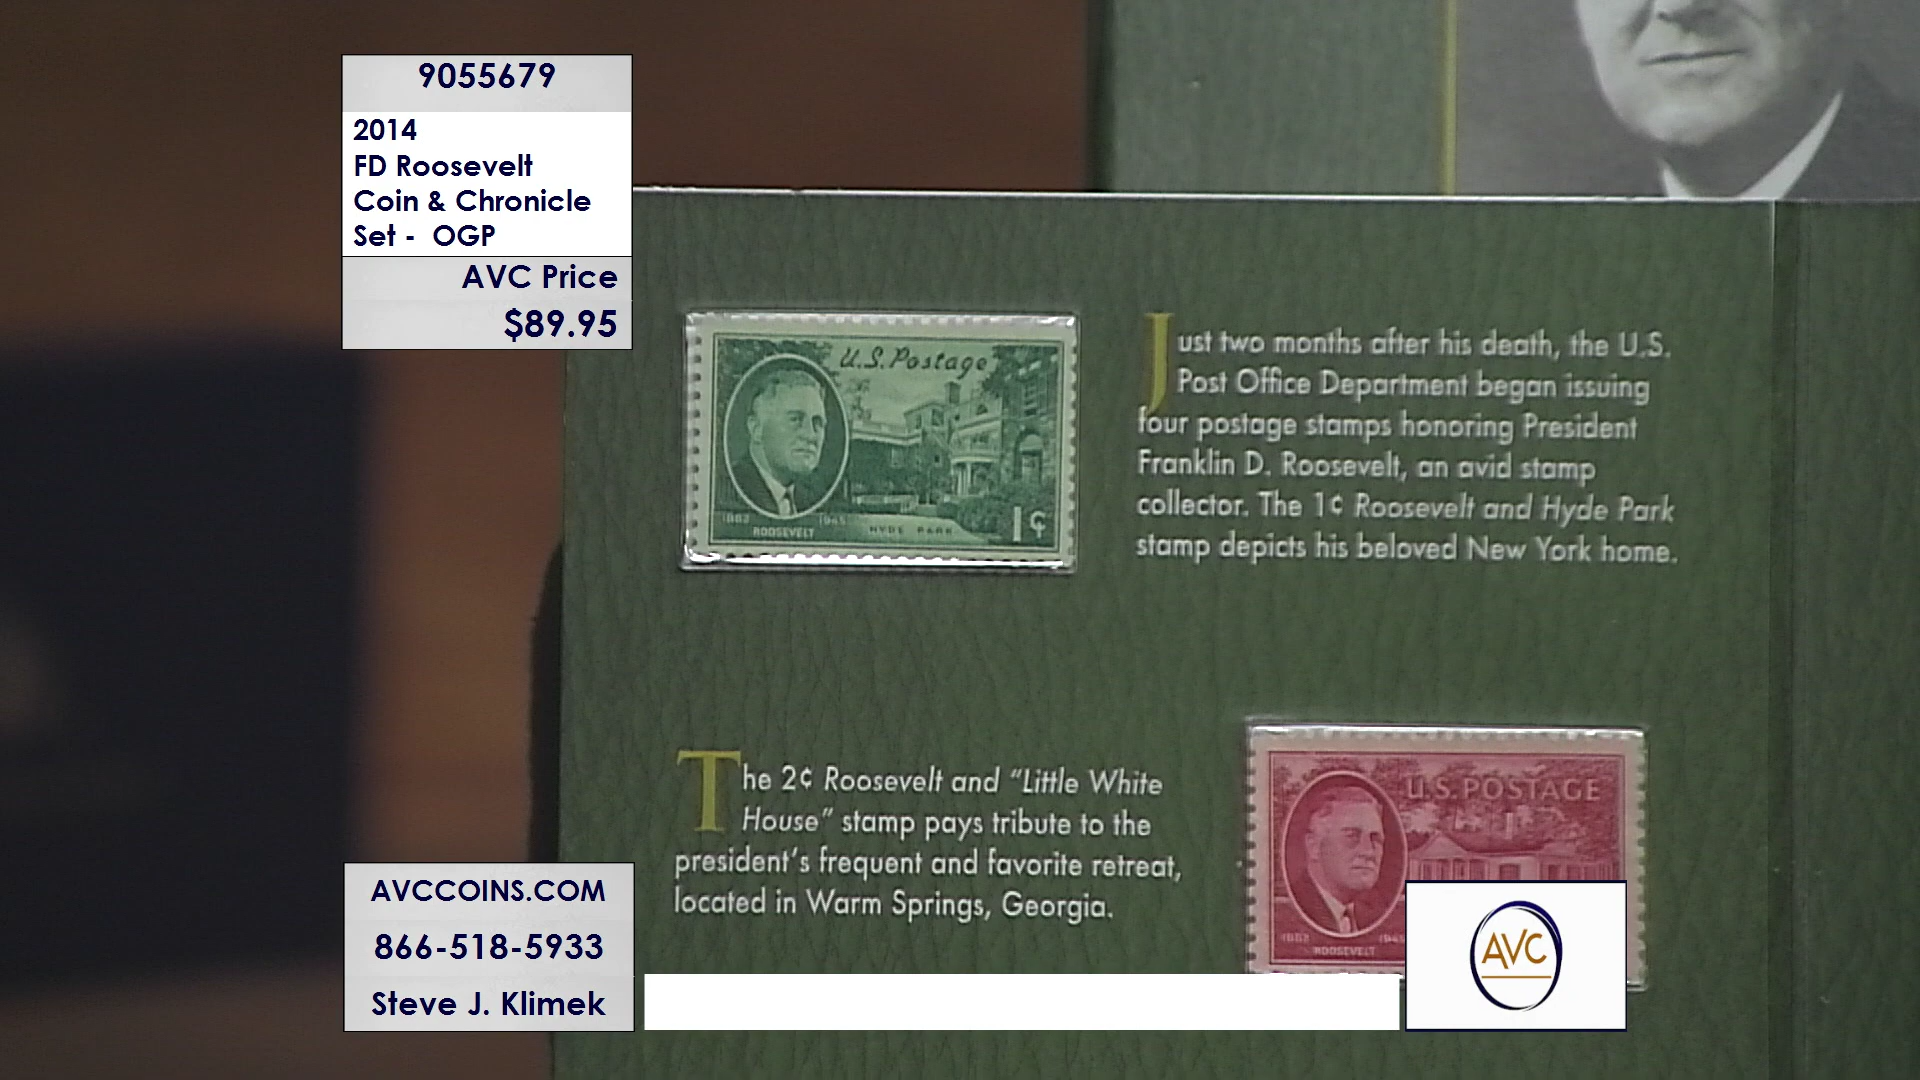 9055679
2014
FD Roosevelt
Coin & Chronicle
Set - OGP
AVC Price
$89.95
U.S. Postage
1882 1945
ROOSEVELT
HYDE PARK
1¢
Just two months after his death, the U.S.
Post Office Department began issuing
four postage stamps honoring President
Franklin D. Roosevelt, an avid stamp
collector. The 1¢ Roosevelt and Hyde Park
stamp depicts his beloved New York home.
The 2¢ Roosevelt and “Little White
House” stamp pays tribute to the
president’s frequent and favorite retreat,
located in Warm Springs, Georgia.
U.S. POSTAGE
1882 1945
ROOSEVELT
AVCCOINS.COM
866-518-5933
Steve J. Klimek
AVC